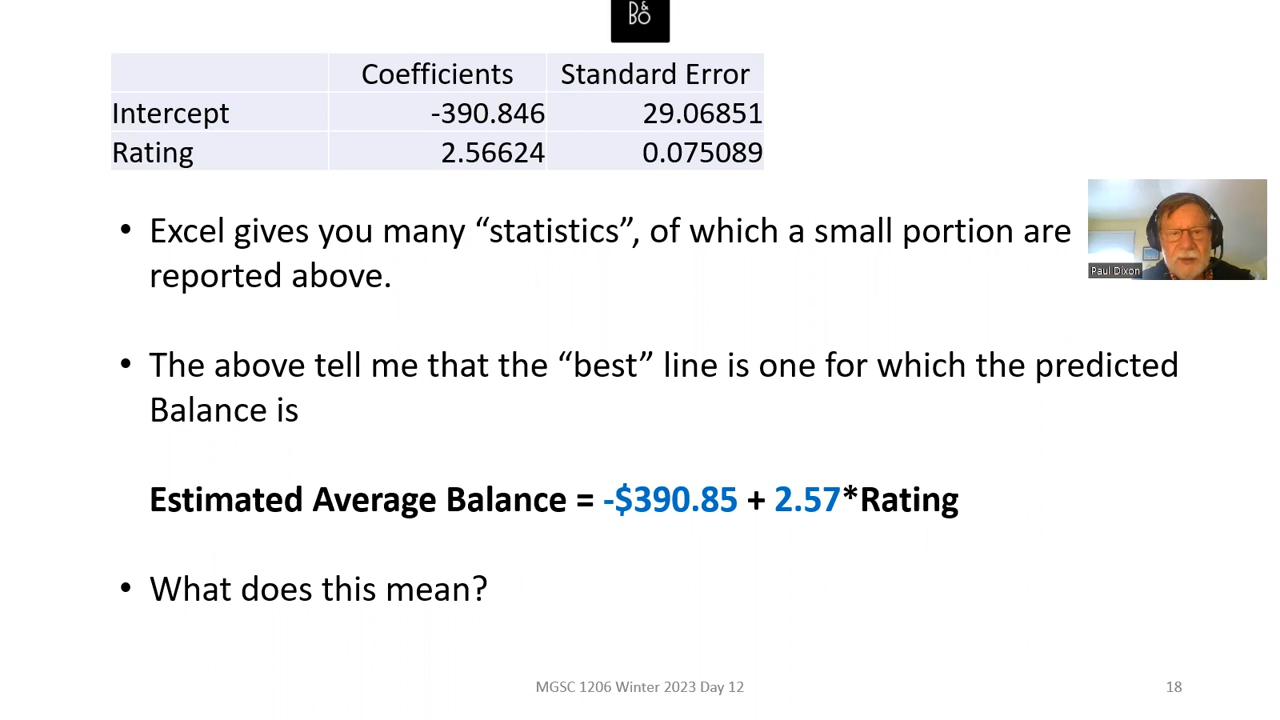 B&
BO
Coefficients Standard Error
Intercept -390.846 29.06851
Rating 2.56624 0.075089
• Excel gives you many “statistics”, of which a small portion are
reported above.
Paul Dixon
• The above tell me that the “best” line is one for which the predicted
Balance is
Estimated Average Balance = -$390.85 + 2.57*Rating
• What does this mean?
MGSC 1206 Winter 2023 Day 12 18